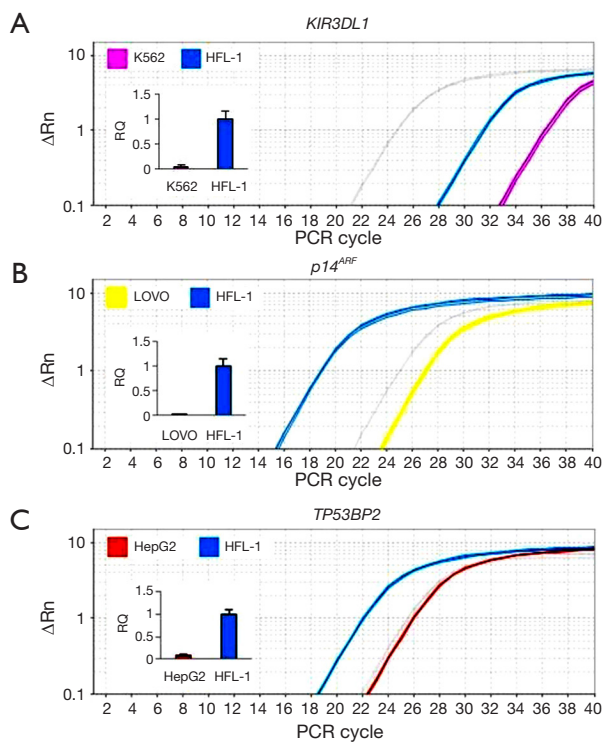 A
KIR3DL1
10
1
0.1
ΔRn
K562 HFL-1
1.5
1
0.5
0
RQ
K562 HFL-1
2 4 6 8 10 12 14 16 18 20 22 24 26 28 30 32 34 36 38 40
PCR cycle
B
p14ARF
10
1
0.1
ΔRn
LOVO HFL-1
1.5
1
0.5
0
RQ
LOVO HFL-1
2 4 6 8 10 12 14 16 18 20 22 24 26 28 30 32 34 36 38 40
PCR cycle
C
TP53BP2
10
1
0.1
ΔRn
HepG2 HFL-1
1.5
1
0.5
0
RQ
HepG2 HFL-1
2 4 6 8 10 12 14 16 18 20 22 24 26 28 30 32 34 36 38 40
PCR cycle